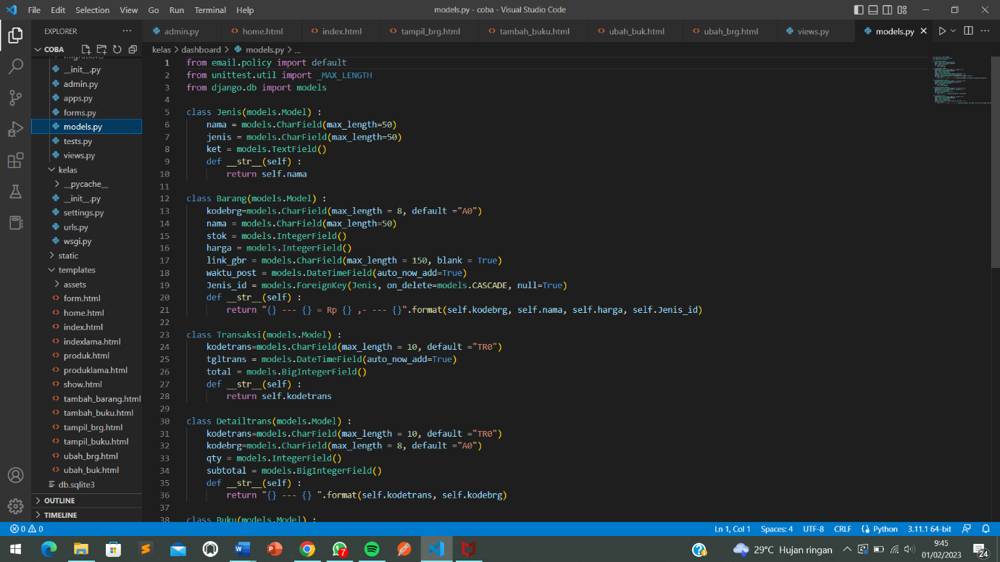 File Edit Selection View Go Run Terminal Help
models.py - coba - Visual Studio Code
EXPLORER
admin.py home.html index.html tampil_brg.html tambah_buku.html ubah_buk.html ubah_brg.html views.py models.py
COBA
kelas > dashboard > models.py > ...
migrations
__init__.py
admin.py
apps.py
forms.py
models.py
tests.py
views.py
kelas
__pycache__
__init__.py
settings.py
urls.py
wsgi.py
static
templates
assets
form.html
home.html
index.html
indexlama.html
produk.html
produklama.html
show.html
tambah_barang.html
tambah_buku.html
tampil_brg.html
tampil_buku.html
ubah_brg.html
ubah_buk.html
db.sqlite3
OUTLINE
TIMELINE
1 from email.policy import default
2 from unittest.util import _MAX_LENGTH
3 from django.db import models
4
5 class Jenis(models.Model) :
6 nama = models.CharField(max_length=50)
7 jenis = models.CharField(max_length=50)
8 ket = models.TextField()
9 def __str__(self) :
10 return self.nama
11
12 class Barang(models.Model) :
13 kodebrg=models.CharField(max_length = 8, default ="A0")
14 nama = models.CharField(max_length=50)
15 stok = models.IntegerField()
16 harga = models.IntegerField()
17 link_gbr = models.CharField(max_length = 150, blank = True)
18 waktu_post = models.DateTimeField(auto_now_add=True)
19 Jenis_id = models.ForeignKey(Jenis, on_delete=models.CASCADE, null=True)
20 def __str__(self) :
21 return "{} --- {} = Rp {} ,- --- {}".format(self.kodebrg, self.nama, self.harga, self.Jenis_id)
22
23 class Transaksi(models.Model) :
24 kodetrans=models.CharField(max_length = 10, default ="TR0")
25 tgltrans = models.DateTimeField(auto_now_add=True)
26 total = models.BigIntegerField()
27 def __str__(self) :
28 return self.kodetrans
29
30 class Detailtrans(models.Model) :
31 kodetrans=models.CharField(max_length = 10, default ="TR0")
32 kodebrg=models.CharField(max_length = 8, default ="A0")
33 qty = models.IntegerField()
34 subtotal = models.BigIntegerField()
35 def __str__(self) :
36 return "{} --- {} ".format(self.kodetrans, self.kodebrg)
37
38 class Buku(models.Model) :
0 0 Ln 1, Col 1 Spaces: 4 UTF-8 CRLF Python 3.11.1 64-bit
7 29°C Hujan ringan 9:45
01/02/2023 24